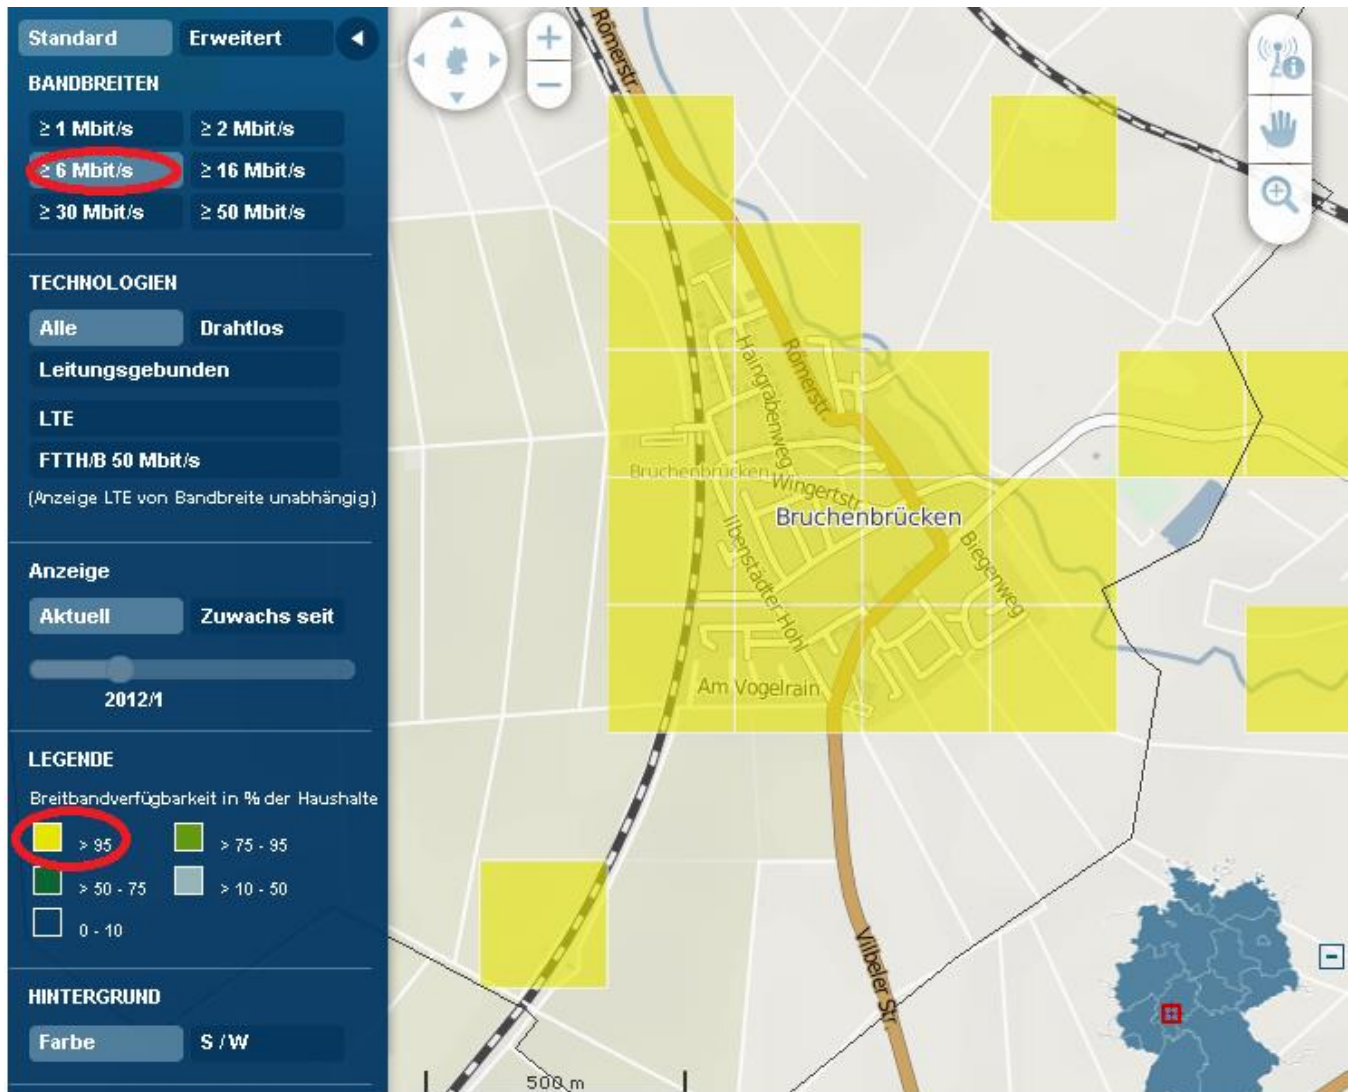 Standard Erweitert
BANDBREITEN
≥ 1 Mbit/s ≥ 2 Mbit/s
≥ 6 Mbit/s ≥ 16 Mbit/s
≥ 30 Mbit/s ≥ 50 Mbit/s
TECHNOLOGIEN
Alle Drahtlos
Leitungsgebunden
LTE
FTTH/B 50 Mbit/s
(Anzeige LTE von Bandbreite unabhängig)
Anzeige
Aktuell Zuwachs seit
2012/1
LEGENDE
Breitbandverfügbarkeit in % der Haushalte
> 95 > 75 - 95
> 50 - 75 > 10 - 50
0 - 10
HINTERGRUND
Farbe S / W
Römerstr.
Haingrabenweg
Römerstr.
Bruchenbrücken
Wingertstr.
Bruchenbrücken
Ilbenstädter Hohl
Biegenweg
Am Vogelrain
Vilbeler Str.
500 m